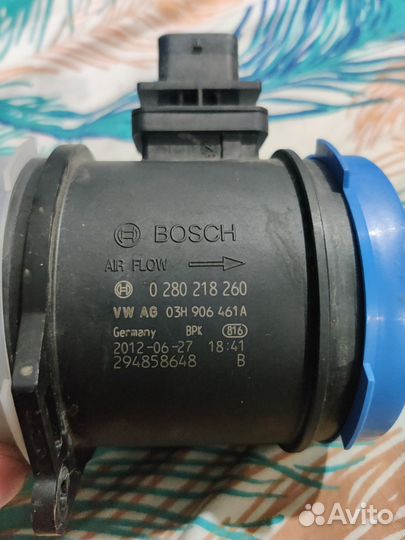 BOSCH
AIR FLOW
0 280 218 260
VW AG 03H 906 461A
Germany BPK 816
2012-06-27 18:41
294858648 B
Avito